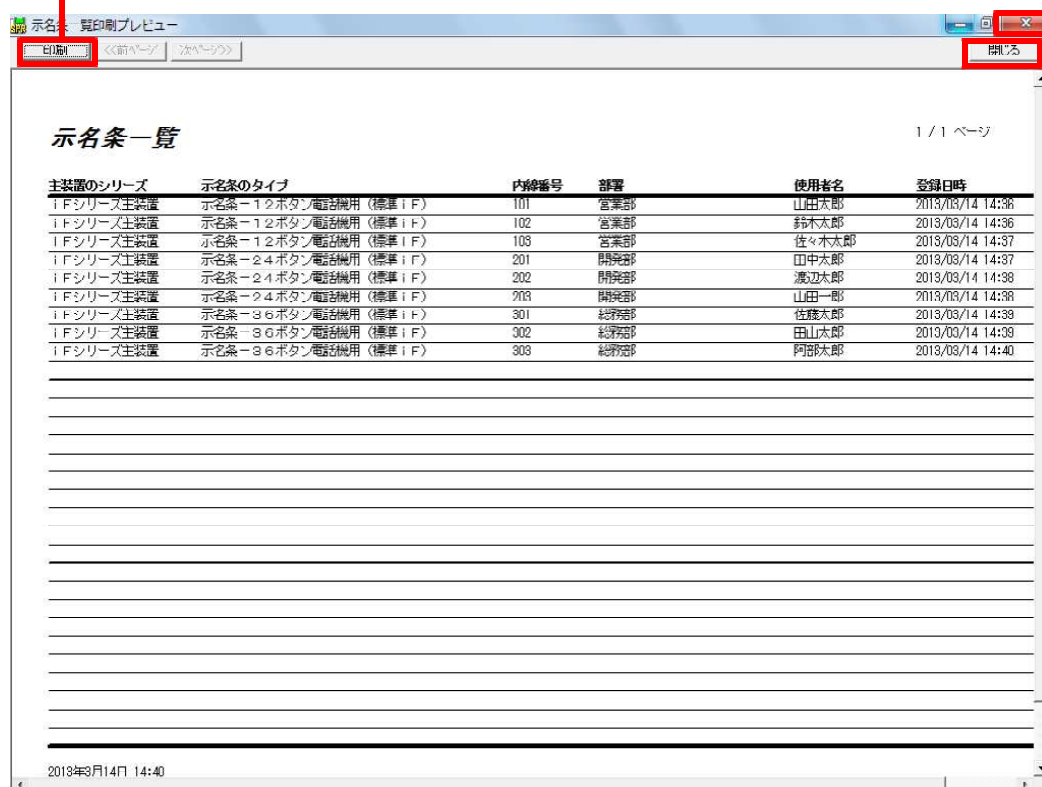 示名条一覧印刷プレビュー
印刷 <<前ページ 次ページ>> 閉じる
示名条一覧 1 / 1 ページ
主装置のシリーズ 示名条のタイプ 内線番号 部署 使用者名 登録日時
iFシリーズ主装置 示名条－12ボタン電話機用（標準iF） 101 営業部 山田太郎 2013/03/14 14:36
iFシリーズ主装置 示名条－12ボタン電話機用（標準iF） 102 営業部 鈴木太郎 2013/03/14 14:36
iFシリーズ主装置 示名条－12ボタン電話機用（標準iF） 103 営業部 佐々木太郎 2013/03/14 14:37
iFシリーズ主装置 示名条－24ボタン電話機用（標準iF） 201 開発部 田中太郎 2013/03/14 14:37
iFシリーズ主装置 示名条－24ボタン電話機用（標準iF） 202 開発部 渡辺太郎 2013/03/14 14:38
iFシリーズ主装置 示名条－24ボタン電話機用（標準iF） 203 開発部 山田一郎 2013/03/14 14:38
iFシリーズ主装置 示名条－36ボタン電話機用（標準iF） 301 総務部 佐藤太郎 2013/03/14 14:39
iFシリーズ主装置 示名条－36ボタン電話機用（標準iF） 302 総務部 田山太郎 2013/03/14 14:39
iFシリーズ主装置 示名条－36ボタン電話機用（標準iF） 303 総務部 阿部太郎 2013/03/14 14:40
2013年3月14日 14:40